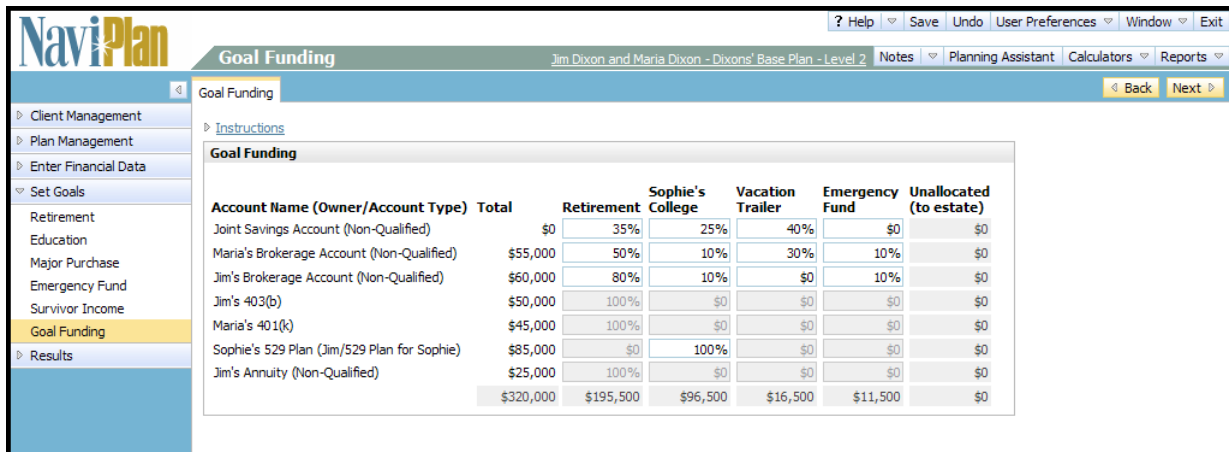 NaviPlan
? Help Save Undo User Preferences Window Exit
Goal Funding Jim Dixon and Maria Dixon - Dixons' Base Plan - Level 2 Notes Planning Assistant Calculators Reports
Goal Funding Back Next
Client Management
Plan Management
Enter Financial Data
Set Goals
Retirement
Education
Major Purchase
Emergency Fund
Survivor Income
Goal Funding
Results
Instructions
Goal Funding
Account Name (Owner/Account Type) Total Retirement Sophie's College Vacation Trailer Emergency Fund Unallocated (to estate)
Joint Savings Account (Non-Qualified) $0 35% 25% 40% $0 $0
Maria's Brokerage Account (Non-Qualified) $55,000 50% 10% 30% 10% $0
Jim's Brokerage Account (Non-Qualified) $60,000 80% 10% $0 10% $0
Jim's 403(b) $50,000 100% $0 $0 $0 $0
Maria's 401(k) $45,000 100% $0 $0 $0 $0
Sophie's 529 Plan (Jim/529 Plan for Sophie) $85,000 $0 100% $0 $0 $0
Jim's Annuity (Non-Qualified) $25,000 100% $0 $0 $0 $0
$320,000 $195,500 $96,500 $16,500 $11,500 $0